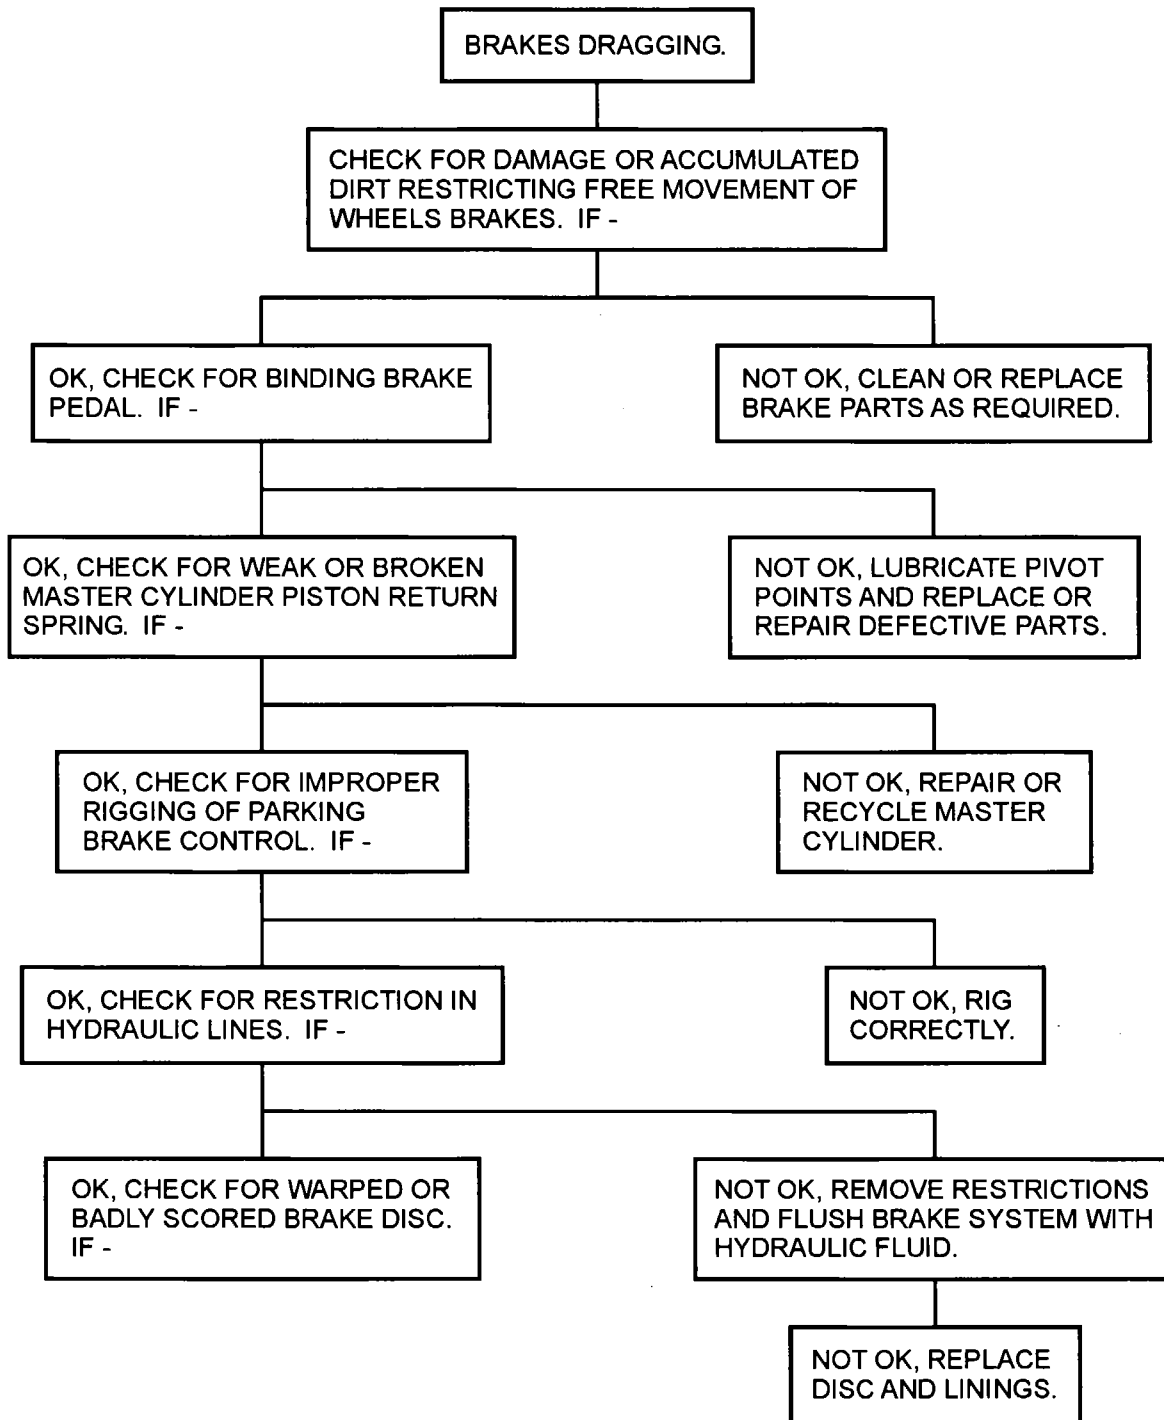 BRAKES DRAGGING.
CHECK FOR DAMAGE OR ACCUMULATED
DIRT RESTRICTING FREE MOVEMENT OF
WHEELS BRAKES. IF -
OK, CHECK FOR BINDING BRAKE
PEDAL. IF -
NOT OK, CLEAN OR REPLACE
BRAKE PARTS AS REQUIRED.
OK, CHECK FOR WEAK OR BROKEN
MASTER CYLINDER PISTON RETURN
SPRING. IF -
NOT OK, LUBRICATE PIVOT
POINTS AND REPLACE OR
REPAIR DEFECTIVE PARTS.
OK, CHECK FOR IMPROPER
RIGGING OF PARKING
BRAKE CONTROL. IF -
NOT OK, REPAIR OR
RECYCLE MASTER
CYLINDER.
OK, CHECK FOR RESTRICTION IN
HYDRAULIC LINES. IF -
NOT OK, RIG
CORRECTLY.
OK, CHECK FOR WARPED OR
BADLY SCORED BRAKE DISC.
IF -
NOT OK, REMOVE RESTRICTIONS
AND FLUSH BRAKE SYSTEM WITH
HYDRAULIC FLUID.
NOT OK, REPLACE
DISC AND LININGS.